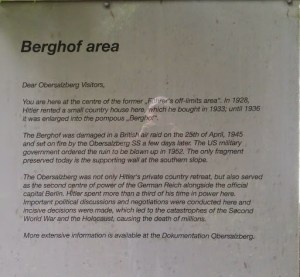 Berghof area
Dear Obersalzberg Visitors,
You are here at the centre of the former „Führer's off-limits area“. In 1928,
Hitler rented a small country house here, which he bought in 1933; until 1936
it was enlarged into the pompous „Berghof“.
The Berghof was damaged in a British air raid on the 25th of April, 1945
and set on fire by the Obersalzberg SS a few days later. The US military
government ordered the ruin to be blown up in 1952. The only fragment
preserved today is the supporting wall at the southern slope.
The Obersalzberg was not only Hitler's private country retreat, but also
served as the second centre of power of the German Reich alongside the official
capital Berlin. Hitler spent more than a third of his time in power here.
Important political discussions and negotiations were conducted here and
incisive decisions were made, which led to the catastrophes of the Second
World War and the Holocaust, causing the death of millions.
More extensive information is available at the Dokumentation Obersalzberg.